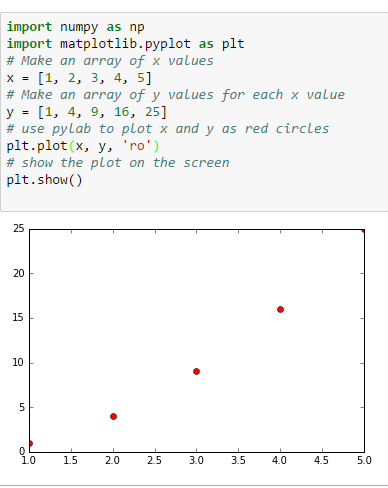 import numpy as np
import matplotlib.pyplot as plt
# Make an array of x values
x = [1, 2, 3, 4, 5]
# Make an array of y values for each x value
y = [1, 4, 9, 16, 25]
# use pylab to plot x and y as red circles
plt.plot(x, y, 'ro')
# show the plot on the screen
plt.show()
25
20
15
10
5
0
1.0 1.5 2.0 2.5 3.0 3.5 4.0 4.5 5.0